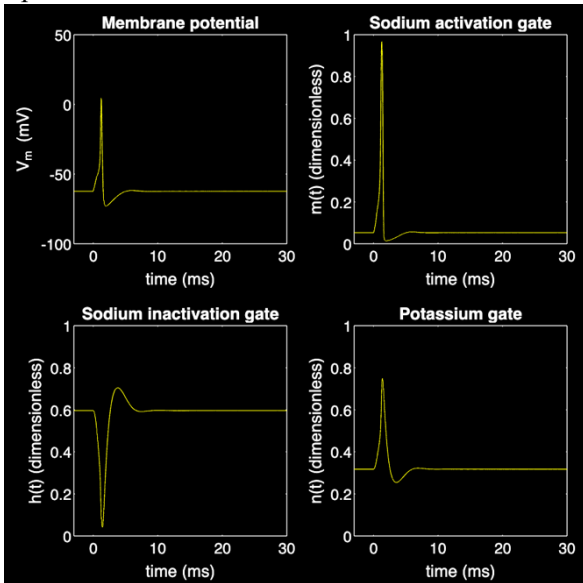 Membrane potential
50
0
-50
-100
V_m (mV)
0 10 20 30
time (ms)
Sodium activation gate
1
0.8
0.6
0.4
0.2
0
m(t) (dimensionless)
0 10 20 30
time (ms)
Sodium inactivation gate
1
0.8
0.6
0.4
0.2
0
h(t) (dimensionless)
0 10 20 30
time (ms)
Potassium gate
1
0.8
0.6
0.4
0.2
0
n(t) (dimensionless)
0 10 20 30
time (ms)